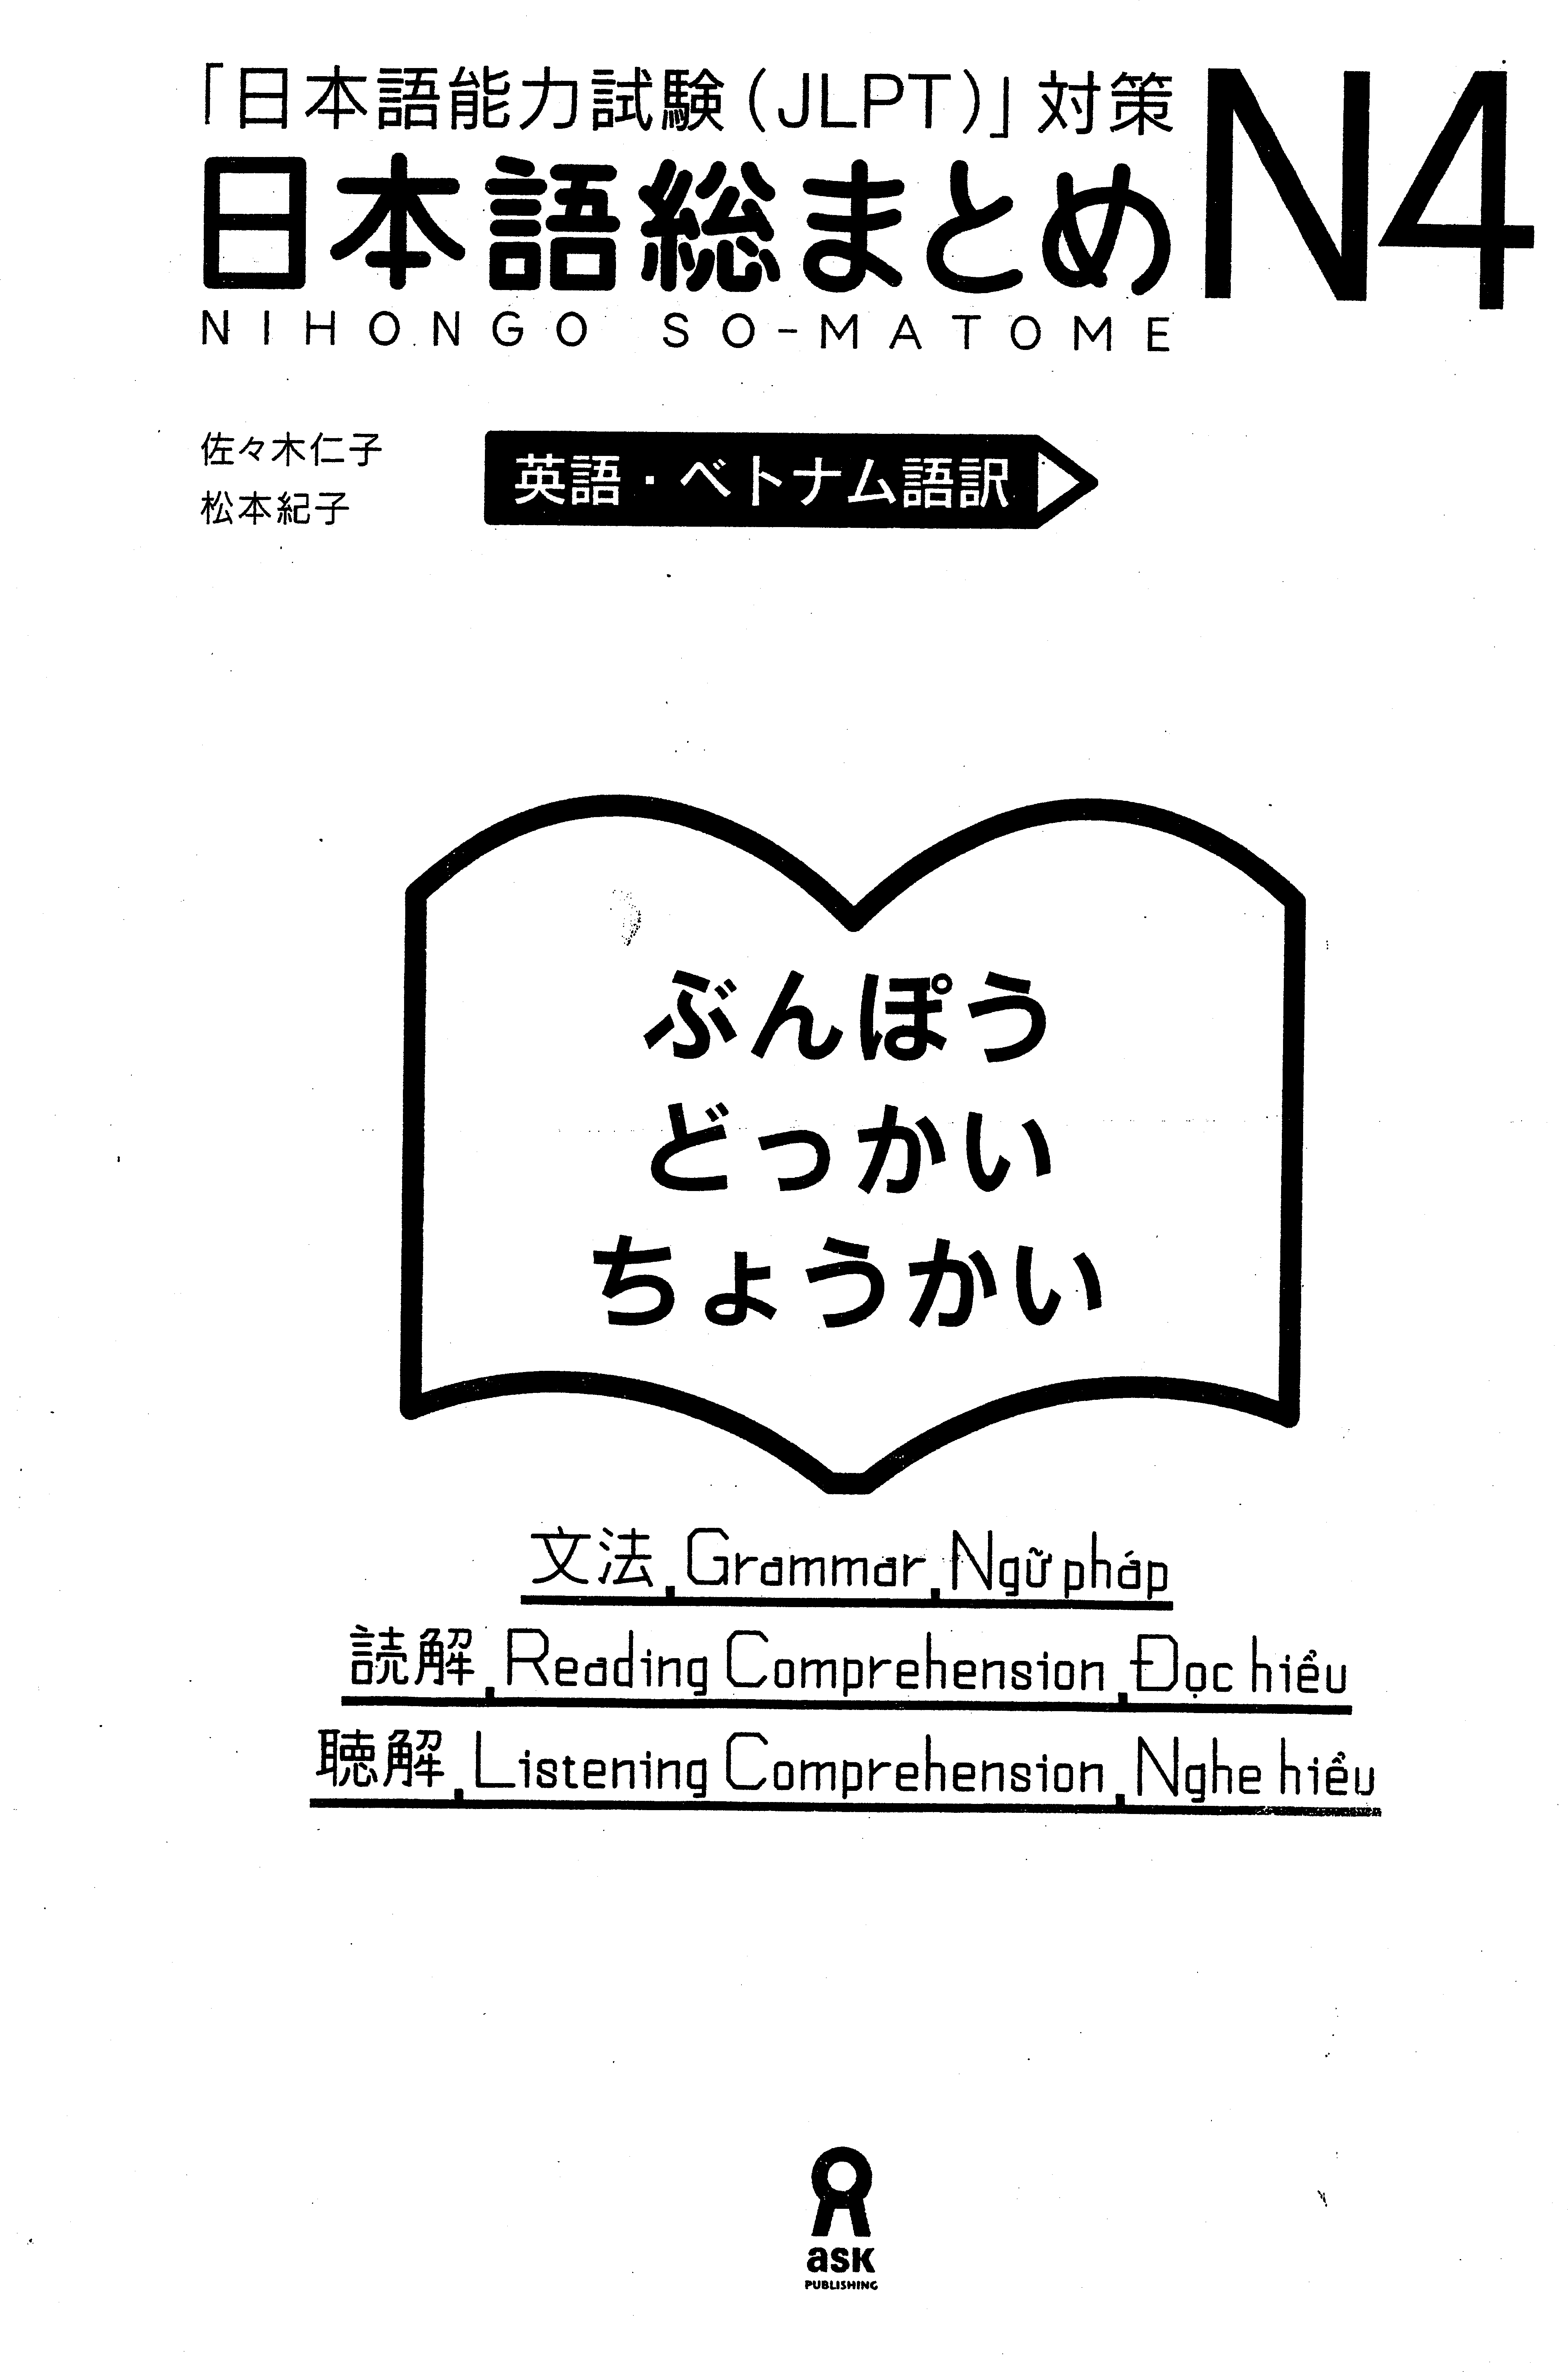 「日本語能力試験(JLPT)」対策
日本語総まとめ N4
NIHONGO SO-MATOME
佐々木仁子
松本紀子
英語・ベトナム語訳
ぶんぽう
どっかい
ちょうかい
文法 Grammar Ngữ pháp
読解 Reading Comprehension Đọc hiểu
聴解 Listening Comprehension Nghe hiểu
ask
PUBLISHING